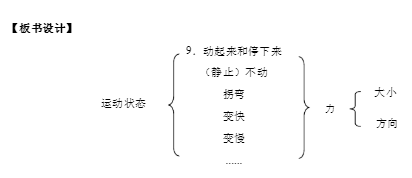 【板书设计】
9．动起来和停下来
（静止）不动
运动状态
拐弯
变快
变慢
……
力
大小
方向